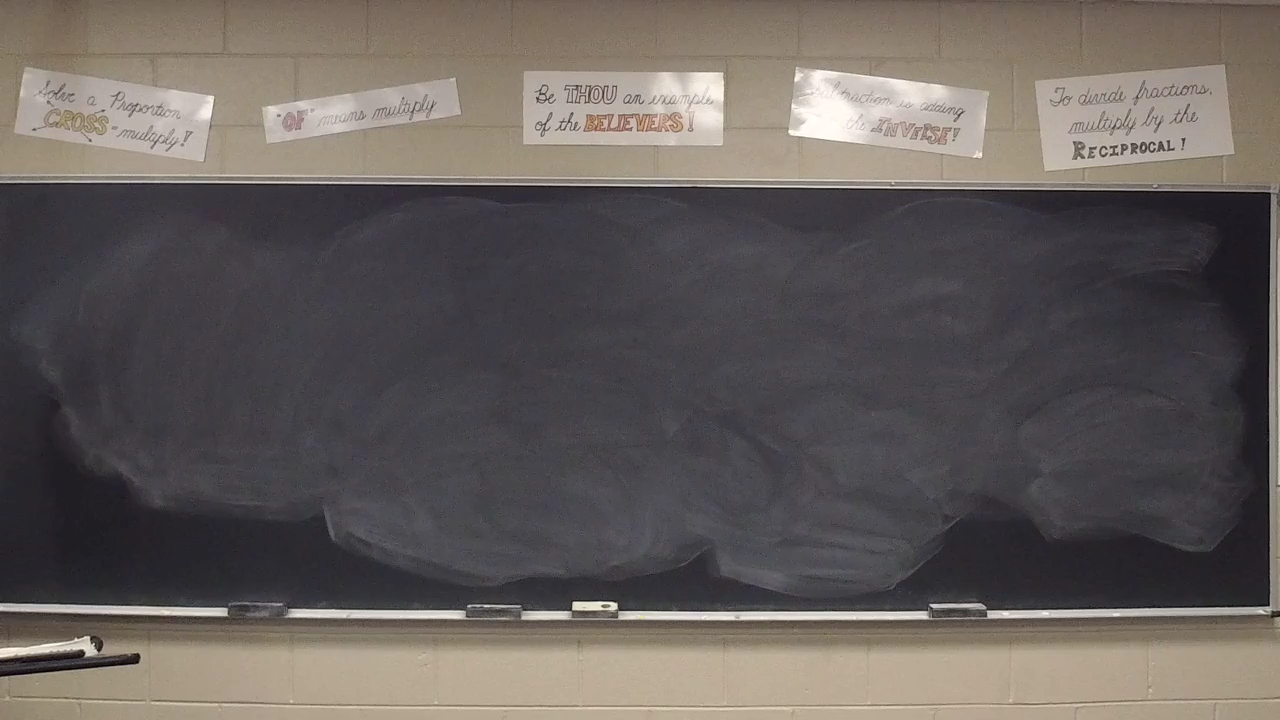 Solve a Proportion
"CROSS" multiply!
"OF" means multiply
Be THOU an example
of the BELIEVERS!
Subtraction is adding
the INVERSE!
To divide fractions,
multiply by the
RECIPROCAL!